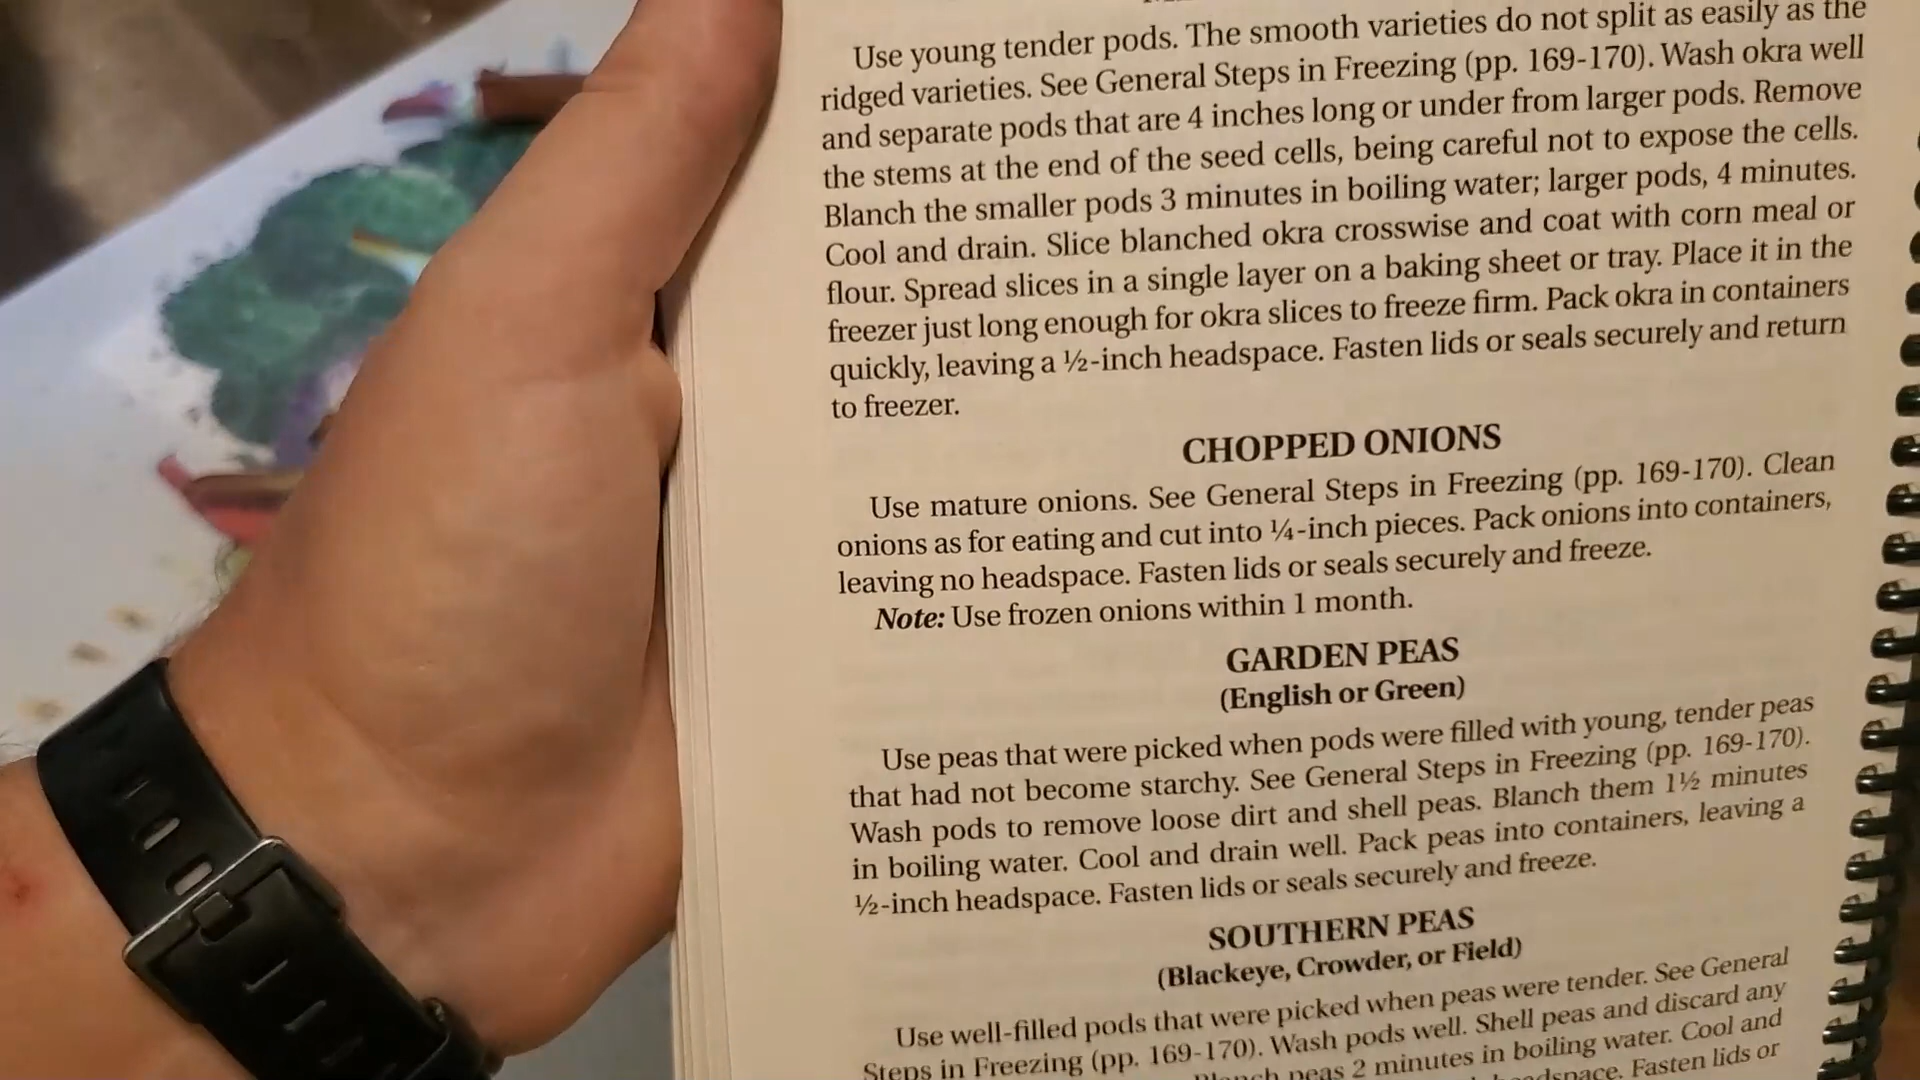 Use young tender pods. The smooth varieties do not split as easily as the
ridged varieties. See General Steps in Freezing (pp. 169-170). Wash okra well
and separate pods that are 4 inches long or under from larger pods. Remove
the stems at the end of the seed cells, being careful not to expose the cells.
Blanch the smaller pods 3 minutes in boiling water; larger pods, 4 minutes.
Cool and drain. Slice blanched okra crosswise and coat with corn meal or
flour. Spread slices in a single layer on a baking sheet or tray. Place it in the
freezer just long enough for okra slices to freeze firm. Pack okra in containers
quickly, leaving a ½-inch headspace. Fasten lids or seals securely and return
to freezer.
CHOPPED ONIONS
Use mature onions. See General Steps in Freezing (pp. 169-170). Clean
onions as for eating and cut into ¼-inch pieces. Pack onions into containers,
leaving no headspace. Fasten lids or seals securely and freeze.
Note: Use frozen onions within 1 month.
GARDEN PEAS
(English or Green)
Use peas that were picked when pods were filled with young, tender peas
that had not become starchy. See General Steps in Freezing (pp. 169-170).
Wash pods to remove loose dirt and shell peas. Blanch them 1½ minutes
in boiling water. Cool and drain well. Pack peas into containers, leaving a
½-inch headspace. Fasten lids or seals securely and freeze.
SOUTHERN PEAS
(Blackeye, Crowder, or Field)
Use well-filled pods that were picked when peas were tender. See General
Steps in Freezing (pp. 169-170). Wash pods well. Shell peas and discard any
Blanch peas 2 minutes in boiling water. Cool and
headspace. Fasten lids or